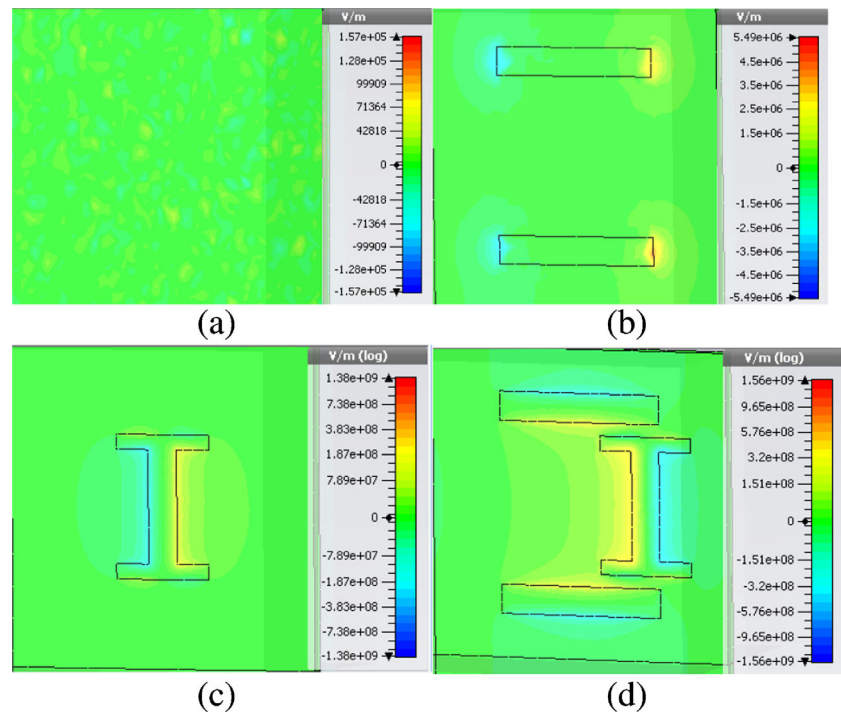 V/m
1.57e+05
1.28e+05
99909
71364
42818
0
-42818
-71364
-99909
-1.28e+05
-1.57e+05
(a)
V/m
5.49e+06
4.5e+06
3.5e+06
2.5e+06
1.5e+06
0
-1.5e+06
-2.5e+06
-3.5e+06
-4.5e+06
-5.49e+06
(b)
V/m (log)
1.38e+09
7.38e+08
3.83e+08
1.87e+08
7.89e+07
0
-7.89e+07
-1.87e+08
-3.83e+08
-7.38e+08
-1.38e+09
(c)
V/m (log)
1.56e+09
9.65e+08
5.76e+08
3.2e+08
1.51e+08
0
-1.51e+08
-3.2e+08
-5.76e+08
-9.65e+08
-1.56e+09
(d)